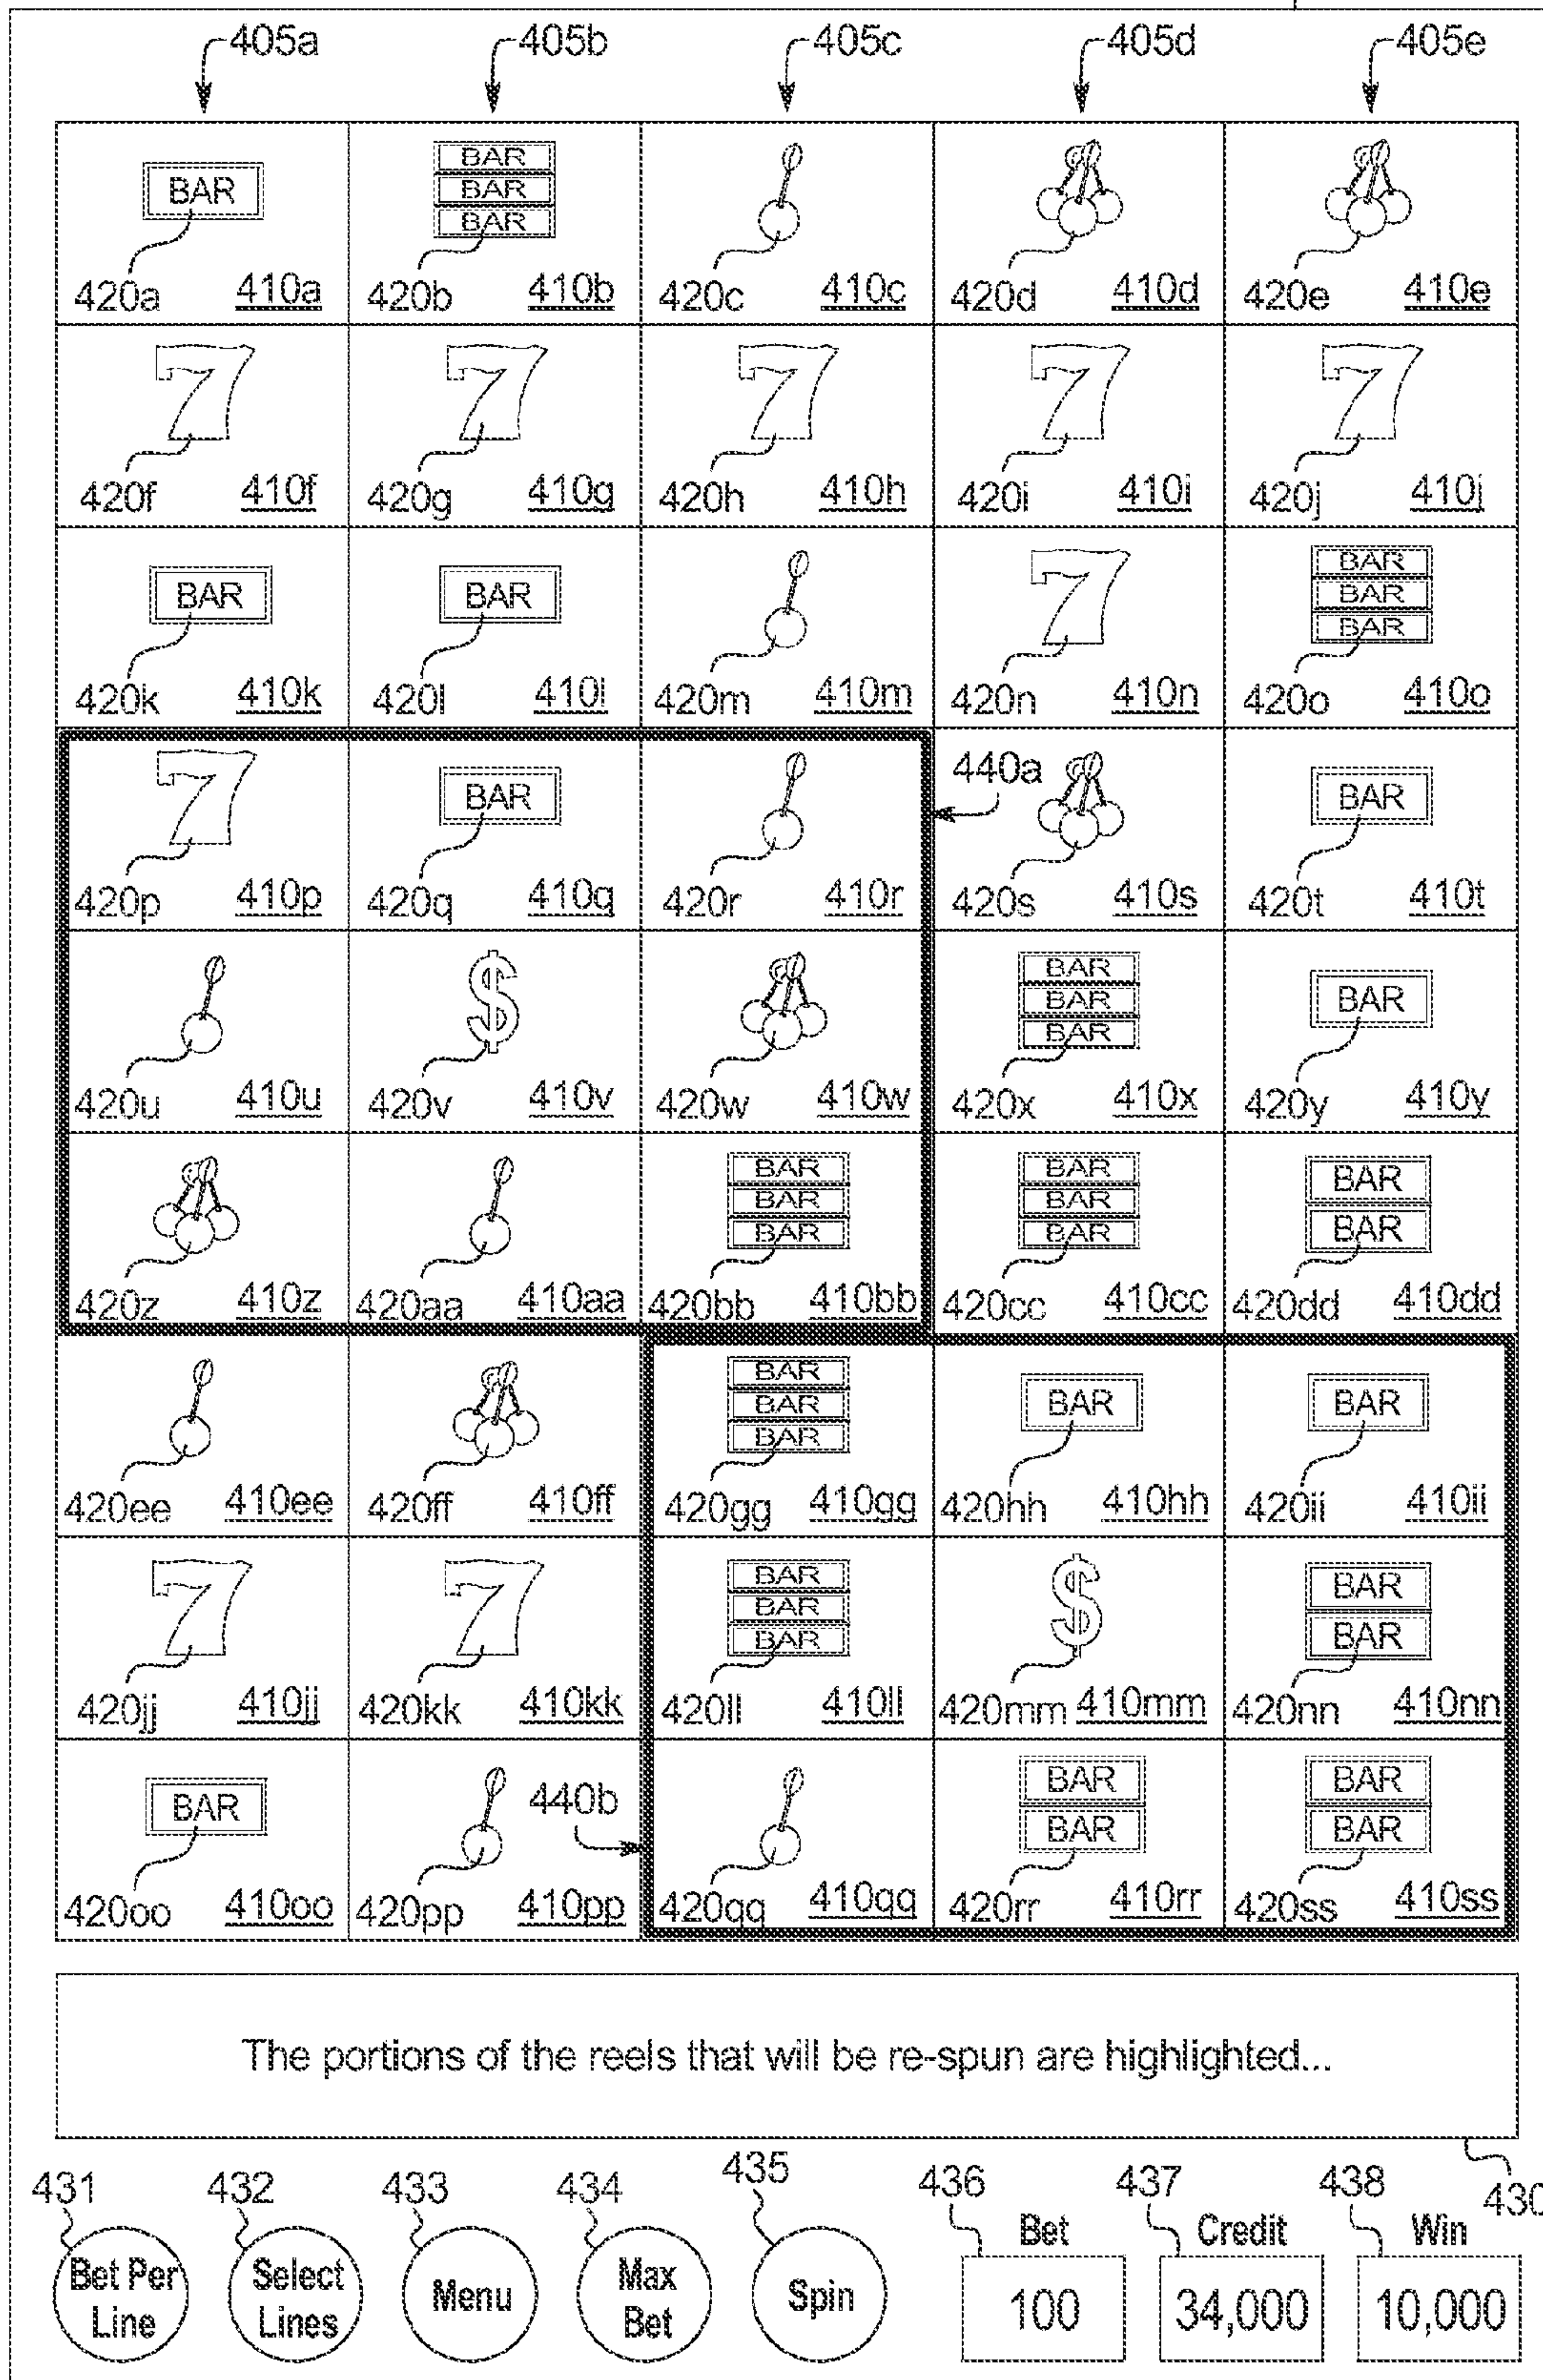 405a 405b 405c 405d 405e
BAR BAR
BAR
BAR
420a 410a 420b 410b 420c 410c 420d 410d 420e 410e
7 7 7 7 7
420f 410f 420g 410g 420h 410h 420i 410i 420j 410j
BAR BAR 7 BAR
BAR
BAR
420k 410k 420l 410l 420m 410m 420n 410n 420o 410o
440a
7 BAR BAR
420p 410p 420q 410q 420r 410r 420s 410s 420t 410t
$ BAR
BAR
BAR BAR
420u 410u 420v 410v 420w 410w 420x 410x 420y 410y
BAR
BAR
BAR BAR
BAR
BAR BAR
BAR
420z 410z 420aa 410aa 420bb 410bb 420cc 410cc 420dd 410dd
BAR
BAR
BAR BAR BAR
420ee 410ee 420ff 410ff 420gg 410gg 420hh 410hh 420ii 410ii
7 7 BAR
BAR
BAR $ BAR
BAR
420jj 410jj 420kk 410kk 420ll 410ll 420mm 410mm 420nn 410nn
BAR 440b BAR
BAR BAR
BAR
420oo 410oo 420pp 410pp 420qq 410qq 420rr 410rr 420ss 410ss
The portions of the reels that will be re-spun are highlighted...
430
431 432 433 434 435 436 437 438
Bet Credit Win
Bet Per
Line
Select
Lines
Menu
Max
Bet
Spin
100 34,000 10,000